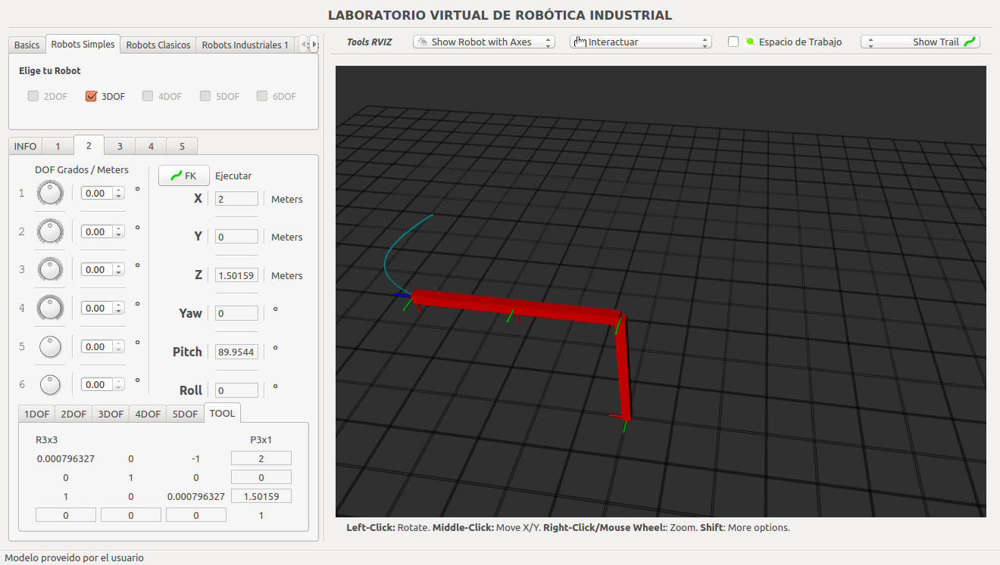 LABORATORIO VIRTUAL DE ROBÓTICA INDUSTRIAL
Basics Robots Simples Robots Clasicos Robots Industriales 1
Tools RVIZ Show Robot with Axes Interactuar Espacio de Trabajo Show Trail
Elige tu Robot
2DOF 3DOF 4DOF 5DOF 6DOF
INFO 1 2 3 4 5
DOF Grados / Meters
FK Ejecutar
1 0.00 °
X 2 Meters
2 0.00 °
Y 0 Meters
3 0.00 °
Z 1.50159 Meters
4 0.00 °
Yaw 0 °
5 0.00 °
Pitch 89.9544 °
6 0.00 °
Roll 0 °
1DOF 2DOF 3DOF 4DOF 5DOF TOOL
R3x3 P3x1
0.000796327 0 -1 2
0 1 0 0
1 0 0.000796327 1.50159
0 0 0 1
Left-Click: Rotate. Middle-Click: Move X/Y. Right-Click/Mouse Wheel:: Zoom. Shift: More options.
Modelo proveido por el usuario